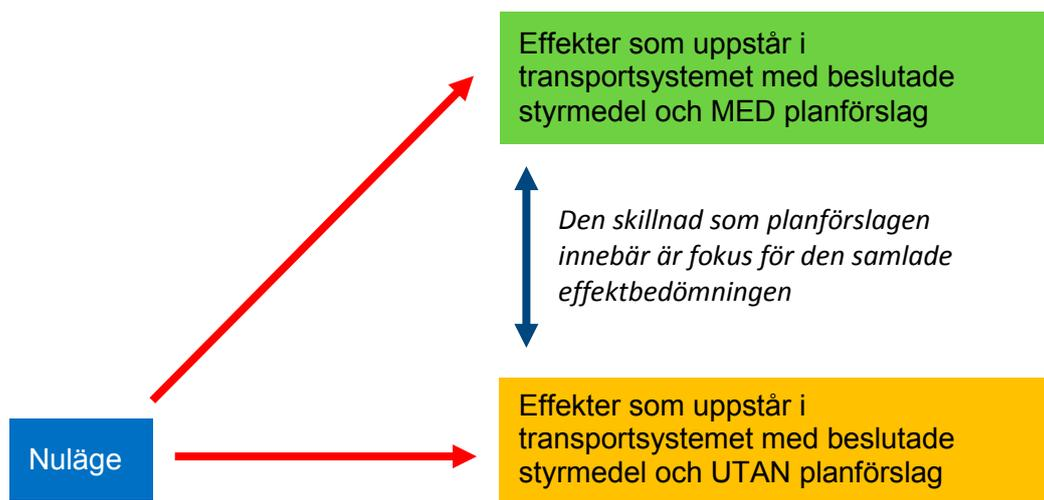 Effekter som uppstår i
transportsystemet med beslutade
styrmedel och MED planförslag
Den skillnad som planförslagen
innebär är fokus för den samlade
effektbedömningen
Nuläge
Effekter som uppstår i
transportsystemet med beslutade
styrmedel och UTAN planförslag